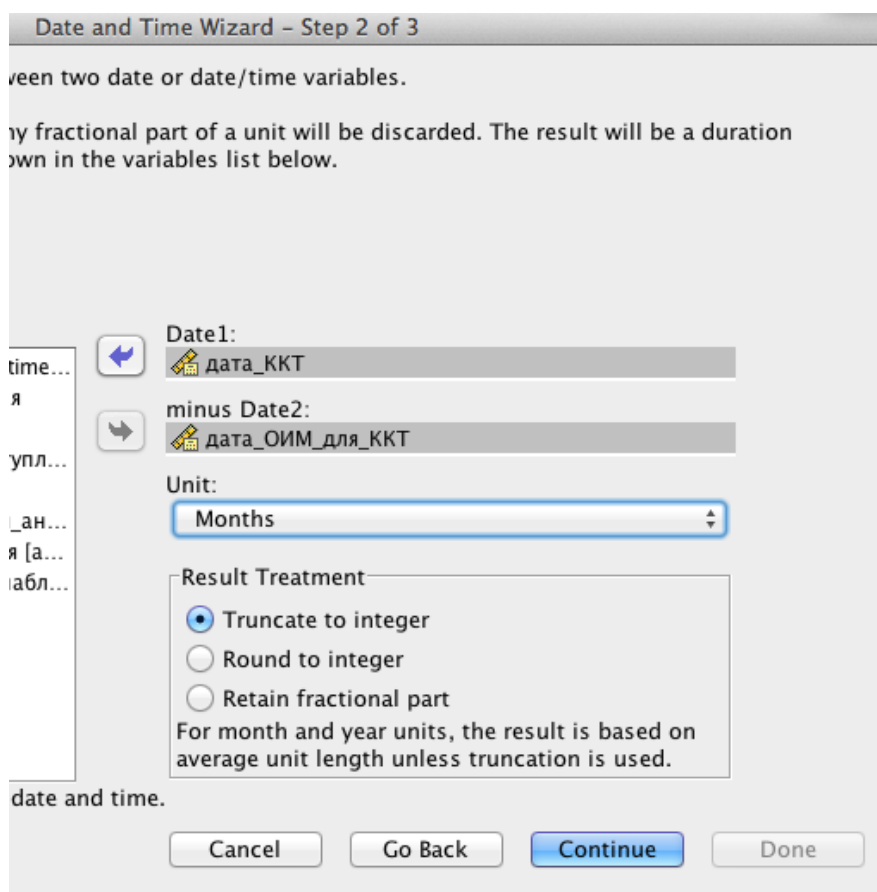 Date and Time Wizard – Step 2 of 3
veen two date or date/time variables.
ny fractional part of a unit will be discarded. The result will be a duration
own in the variables list below.
Date1:
дата_ККТ
minus Date2:
дата_ОИМ_для_ККТ
Unit:
Months
time...
я
упл...
_ан...
я [а...
абл...
Result Treatment
Truncate to integer
Round to integer
Retain fractional part
For month and year units, the result is based on
average unit length unless truncation is used.
date and time.
Cancel
Go Back
Continue
Done